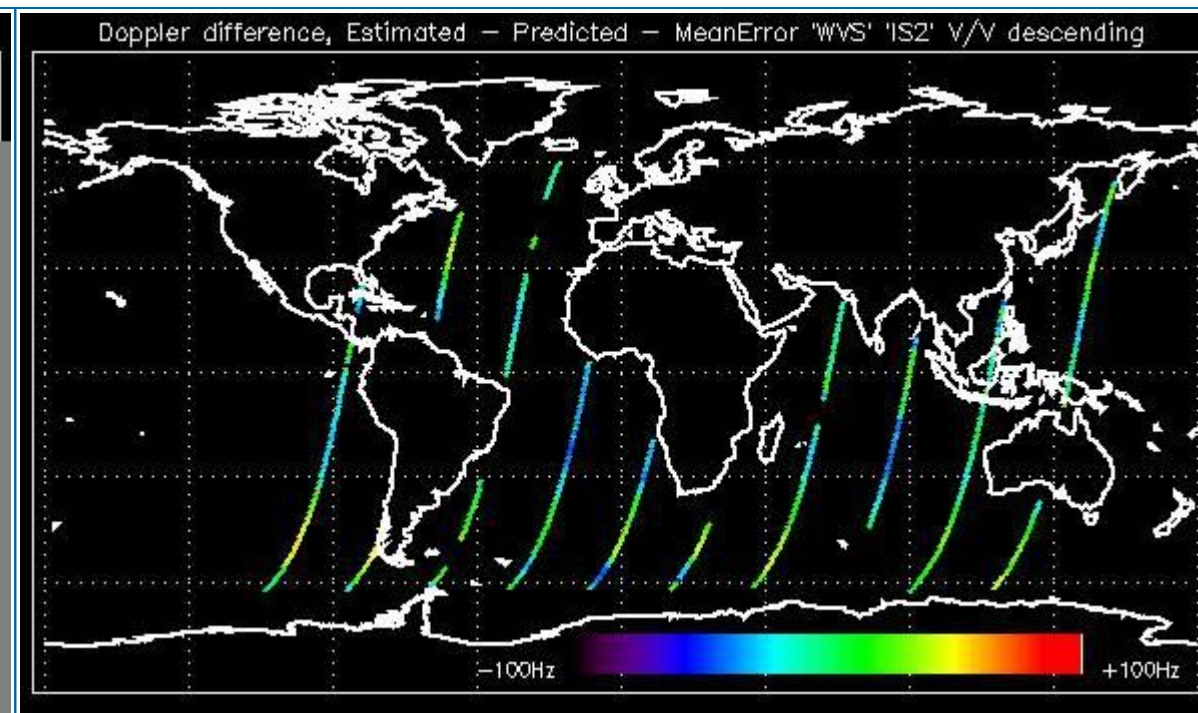 Doppler difference, Estimated – Predicted – MeanError 'WVS' 'IS2' V/V descending
–100Hz
+100Hz